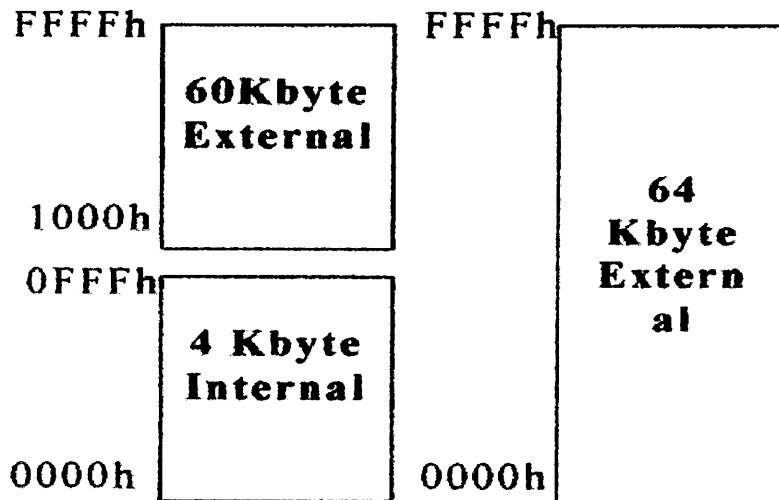 FFFFh
60Kbyte
External
1000h
0FFFh
4 Kbyte
Internal
0000h
FFFFh
64
Kbyte
Extern
al
0000h